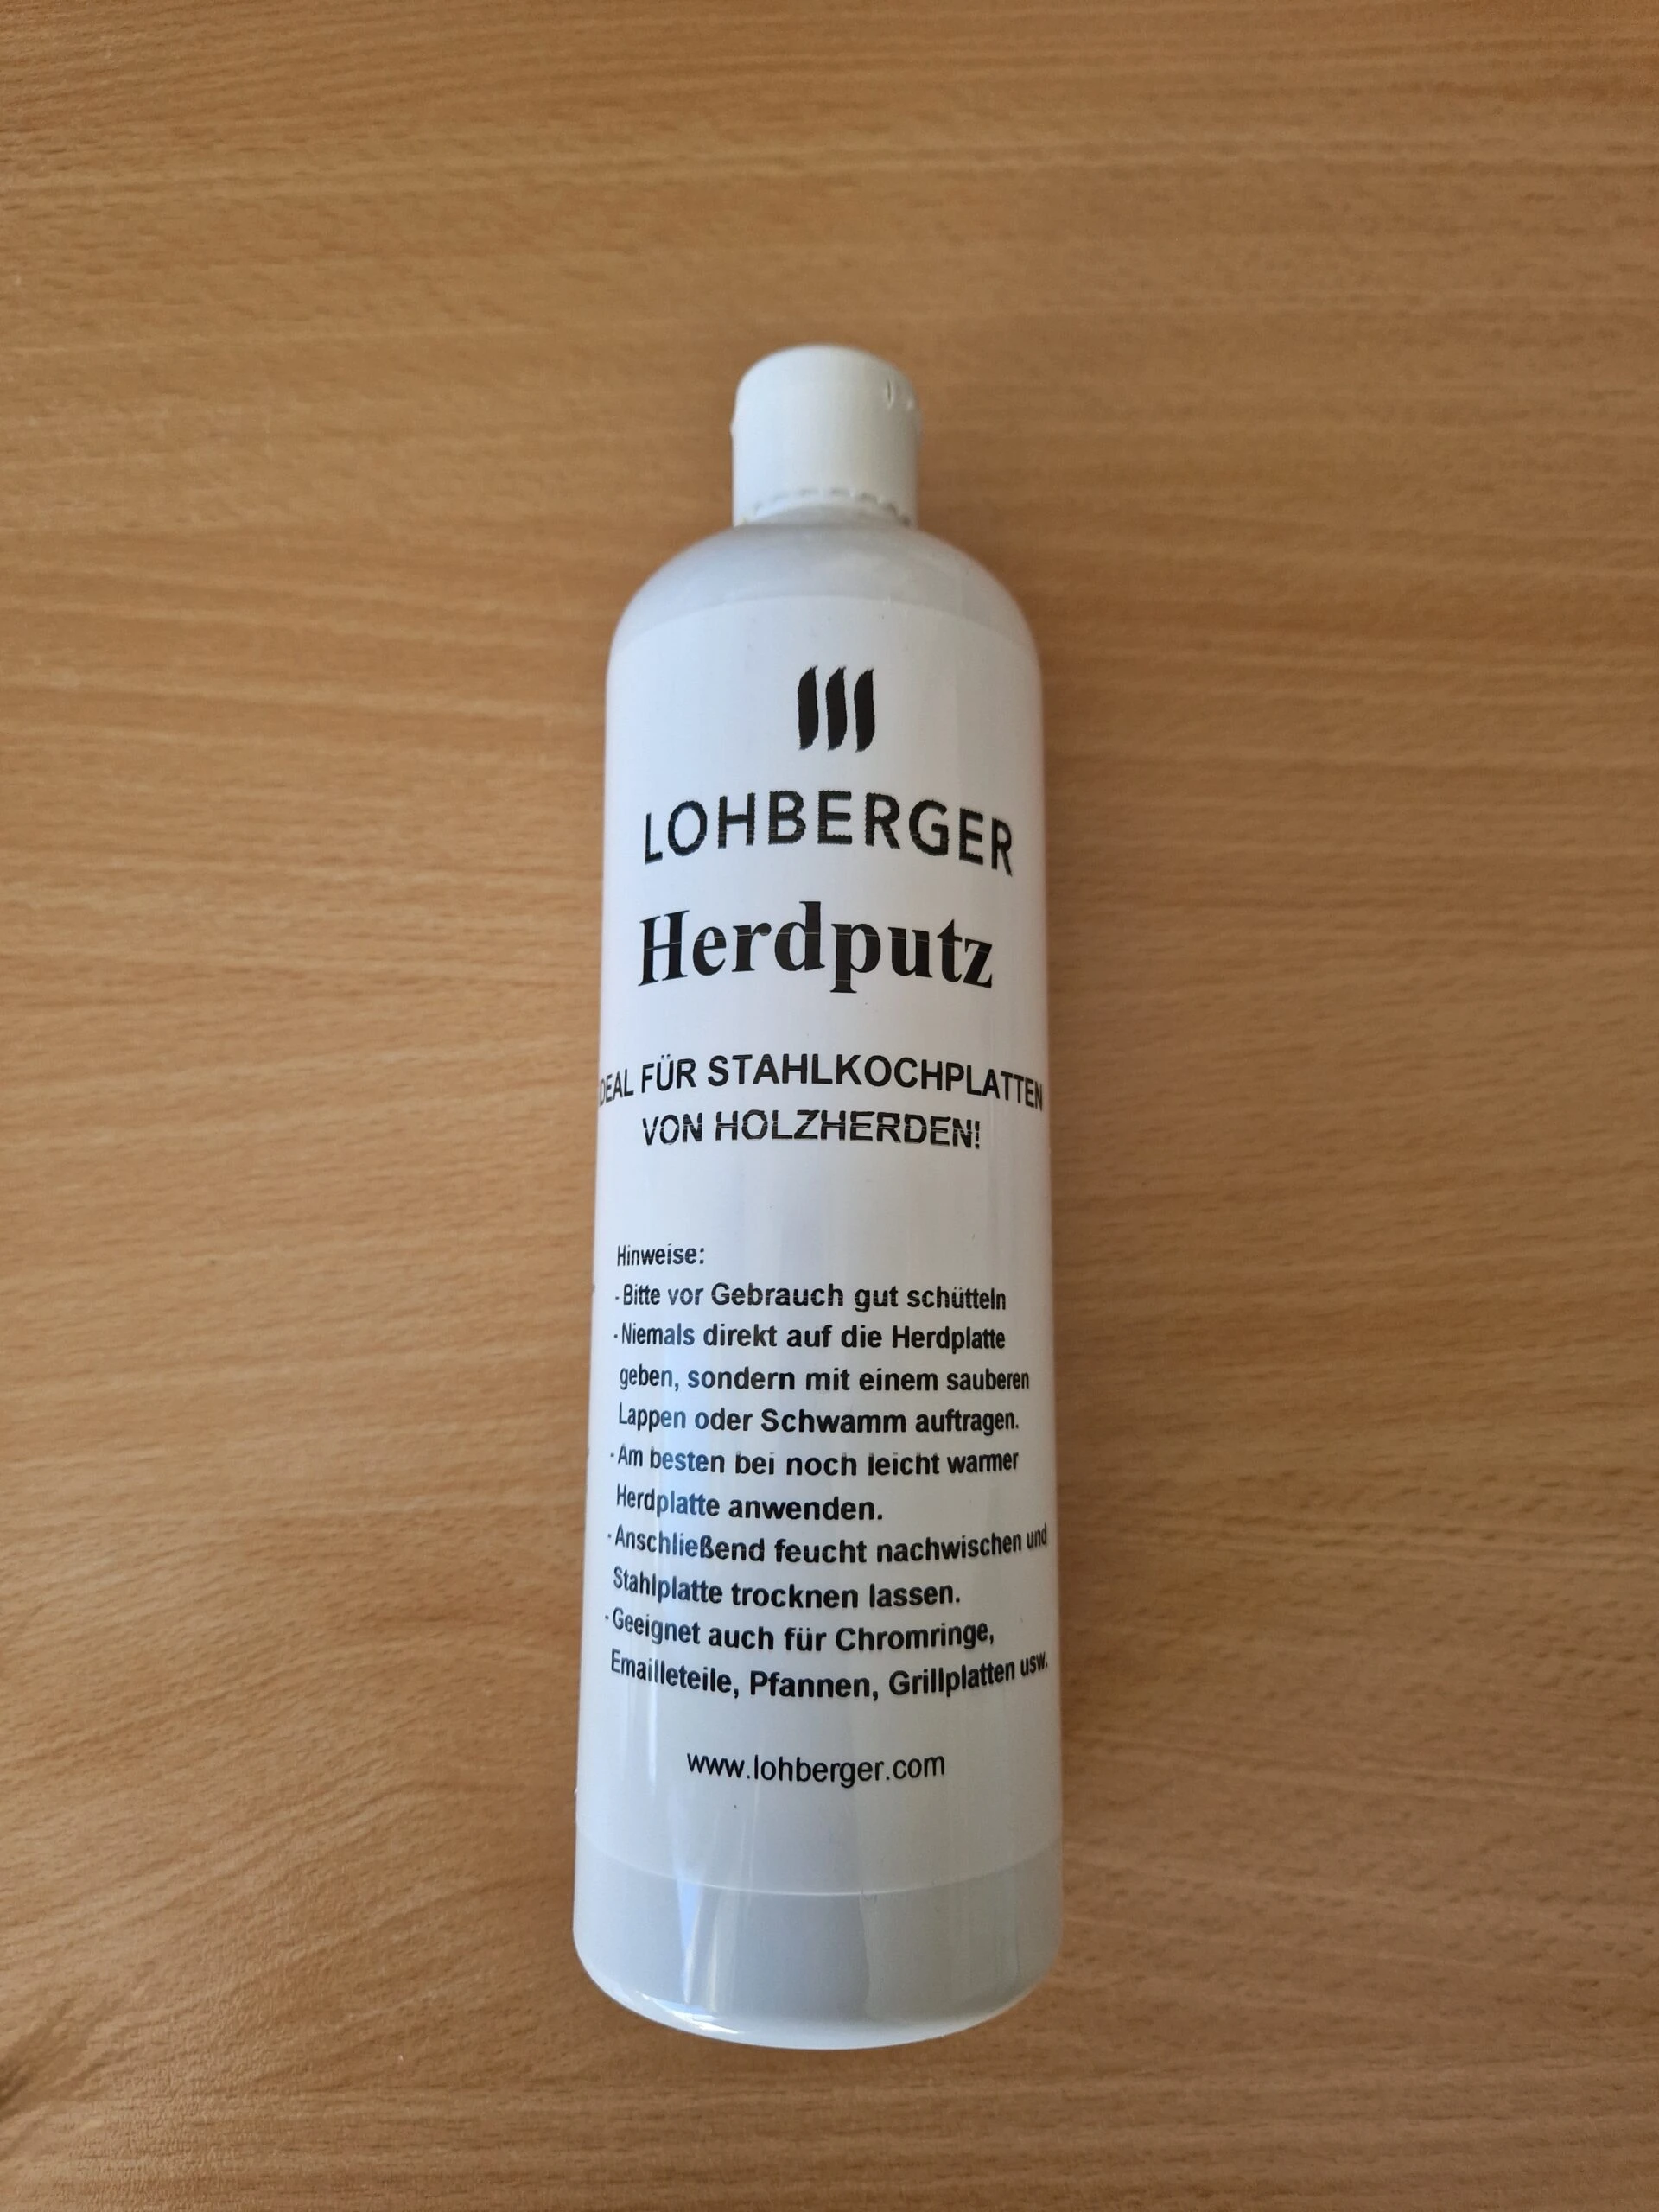 LOHBERGER
Herdputz
IDEAL FÜR STAHLKOCHPLATTEN
VON HOLZHERDEN!
Hinweise:
-Bitte vor Gebrauch gut schütteln
-Niemals direkt auf die Herdplatte
geben, sondern mit einem sauberen
Lappen oder Schwamm auftragen.
-Am besten bei noch leicht warmer
Herdplatte anwenden.
-Anschließend feucht nachwischen und
Stahlplatte trocknen lassen.
-Geeignet auch für Chromringe,
Emailleteile, Pfannen, Grillplatten usw.
www.lohberger.com